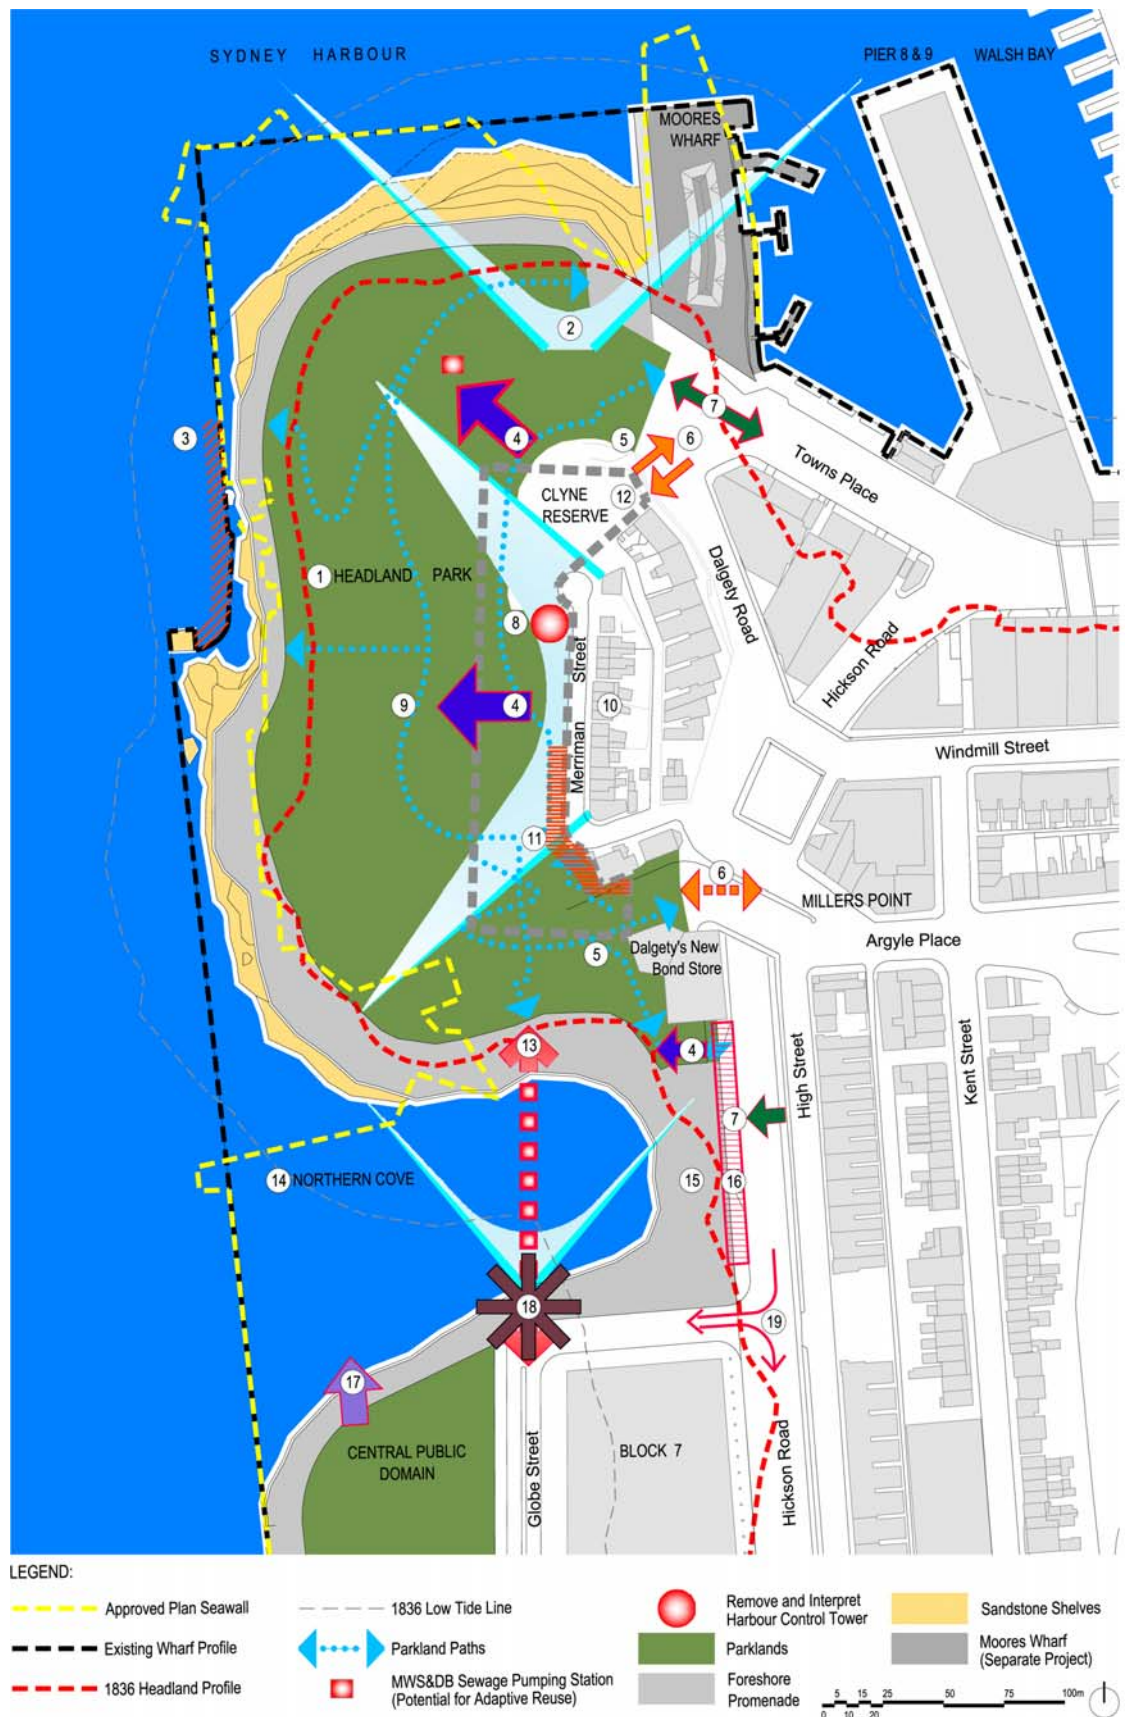 SYDNEY HARBOUR
PIER 8 & 9 WALSH BAY
MOORES
WHARF
2
3
7
4
5
6
Towns Place
CLYNE
RESERVE
12
Dalgety Road
1 HEADLAND PARK
8
Hickson Road
9
4
10
Merriman Street
Windmill Street
11
6
MILLERS POINT
Argyle Place
Dalgety's New
Bond Store
5
13
4
High Street
Kent Street
7
14 NORTHERN COVE
15
16
18
19
17
CENTRAL PUBLIC
DOMAIN
Globe Street
BLOCK 7
Hickson Road
LEGEND:
Approved Plan Seawall
Existing Wharf Profile
1836 Headland Profile
1836 Low Tide Line
Parkland Paths
MWS&DB Sewage Pumping Station
(Potential for Adaptive Reuse)
Remove and Interpret
Harbour Control Tower
Parklands
Foreshore
Promenade
Sandstone Shelves
Moores Wharf
(Separate Project)
5 15 25 50 75 100m
0 10 20